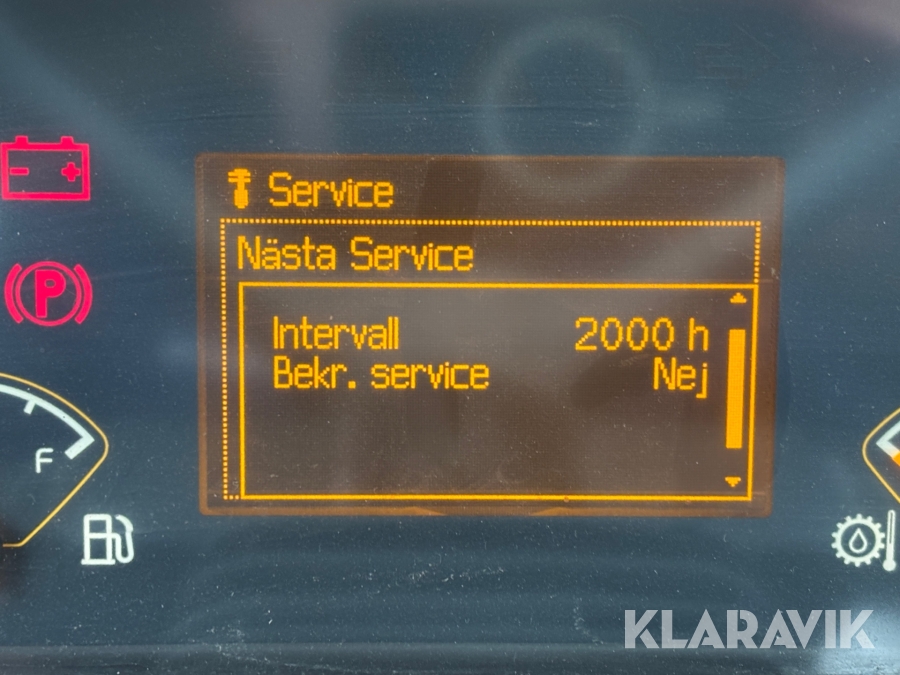 Service
Nästa Service
Intervall 2000 h
Bekr. service Nej
P
F
KLARAVIK